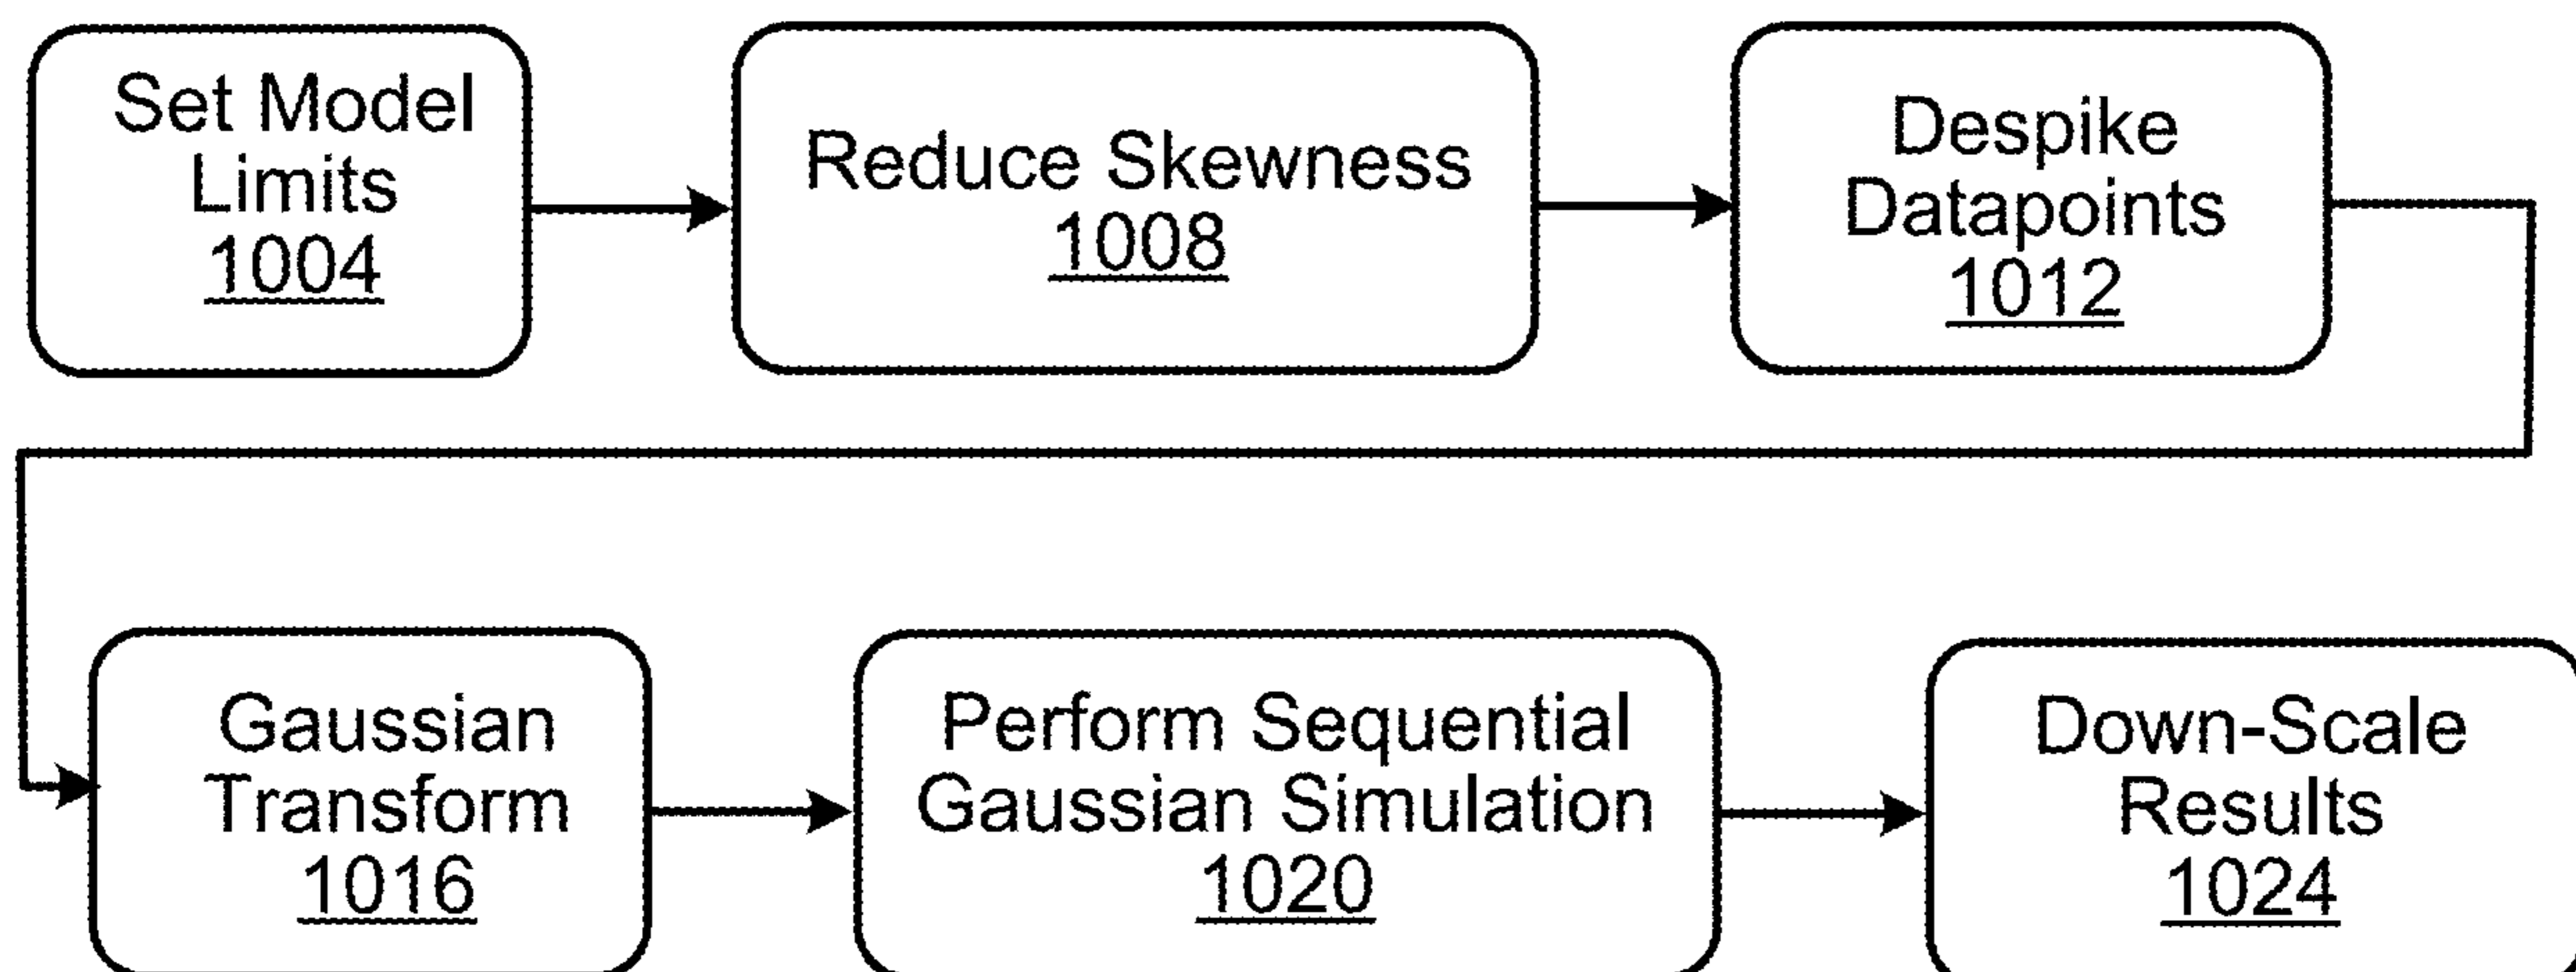 Set Model
Limits
1004
Reduce Skewness
1008
Despike
Datapoints
1012
Gaussian
Transform
1016
Perform Sequential
Gaussian Simulation
1020
Down-Scale
Results
1024